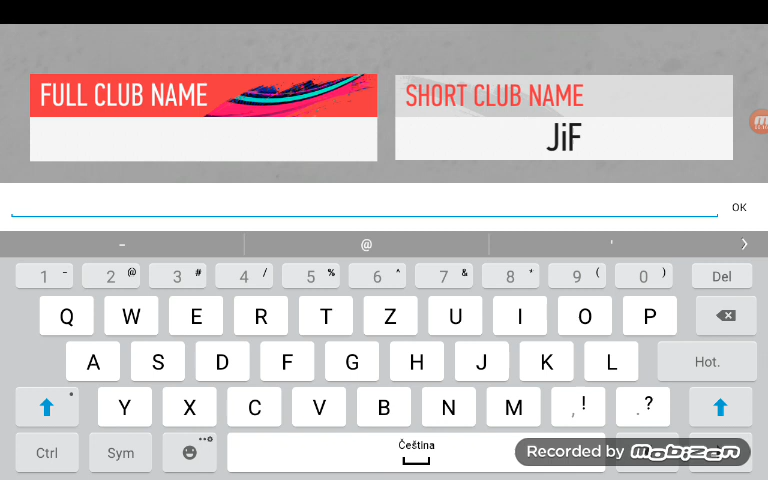 FULL CLUB NAME
SHORT CLUB NAME
JiF
OK
- @ '
1 - 2 @ 3 # 4 / 5 % 6 ^ 7 & 8 * 9 ( 0 ) Del
Q W E R T Z U I O P
A S D F G H J K L Hot.
Y X C V B N M , ! . ?
Ctrl Sym Čeština
Recorded by mobizen